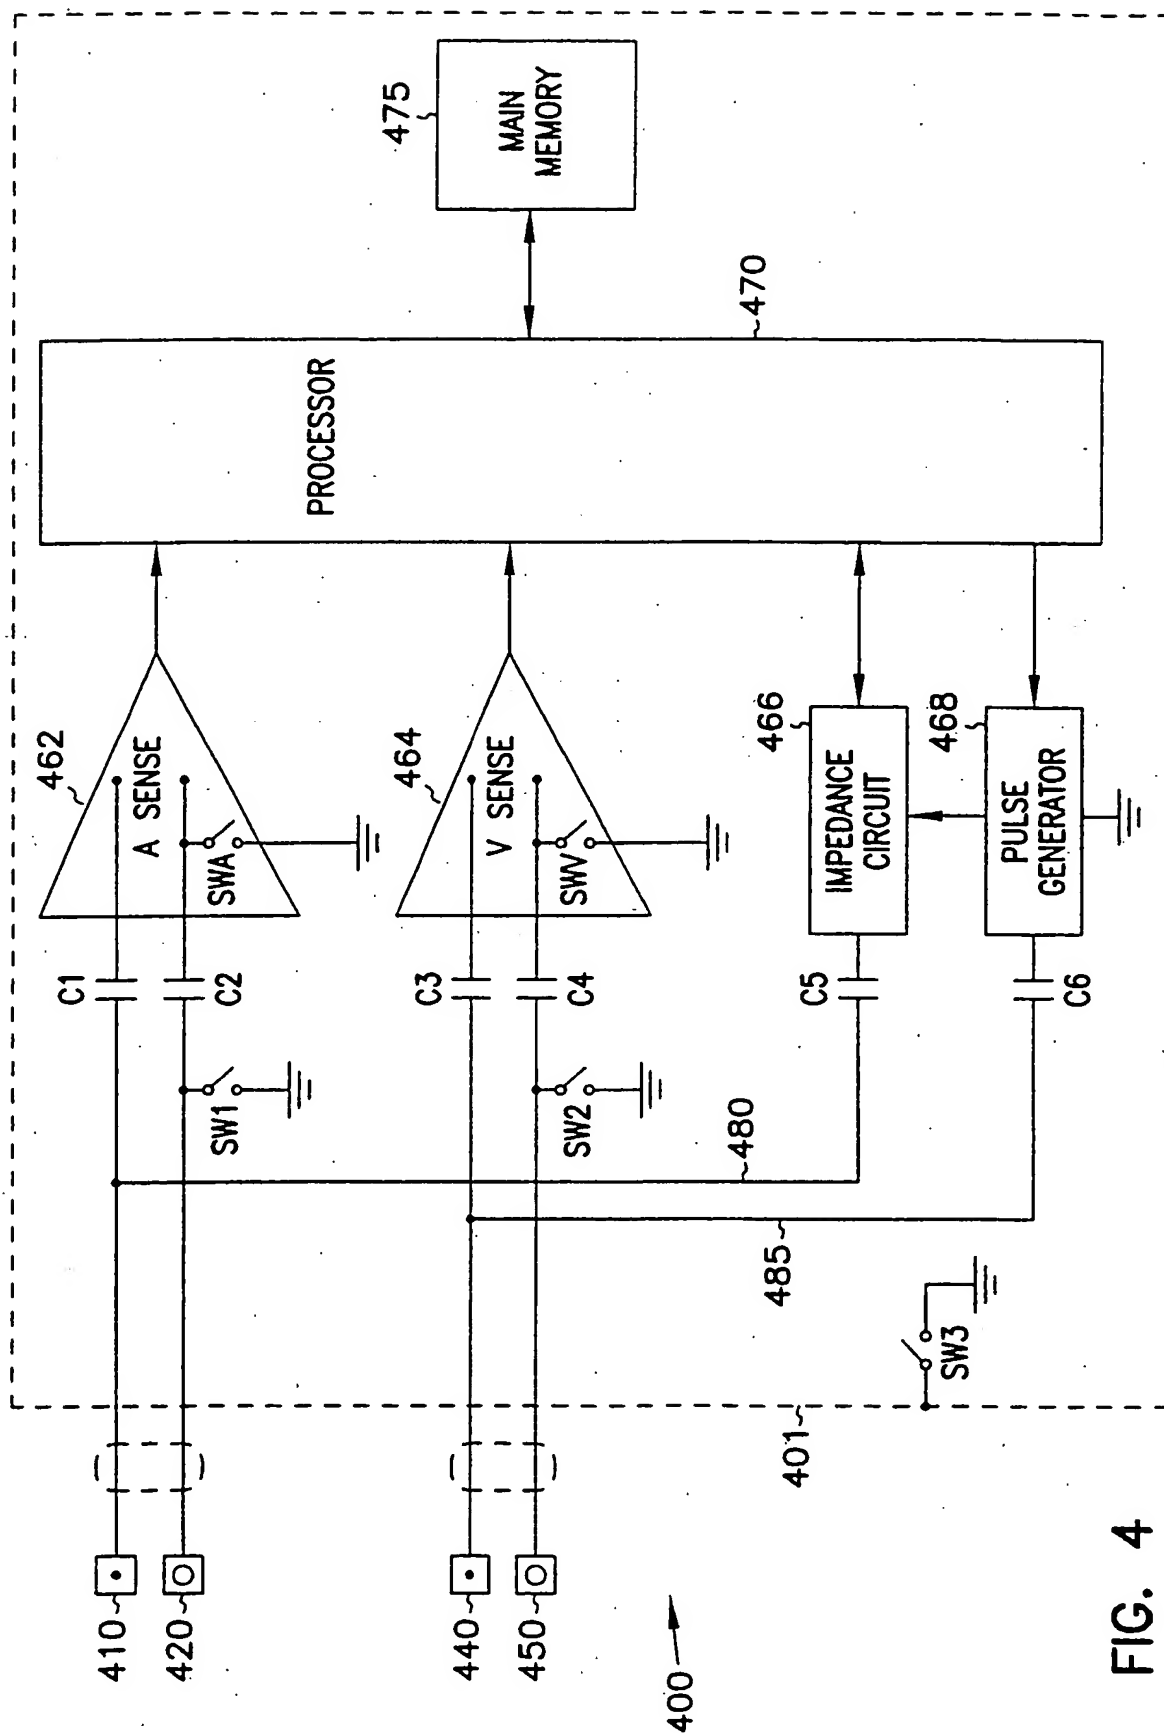 475
MAIN
MEMORY
470
PROCESSOR
462
A SENSE
SWA
464
V SENSE
SWV
466
IMPEDANCE
CIRCUIT
468
PULSE
GENERATOR
C1
C2
C3
C4
C5
C6
SW1
SW2
480
485
SW3
401
410
420
440
450
400
FIG. 4